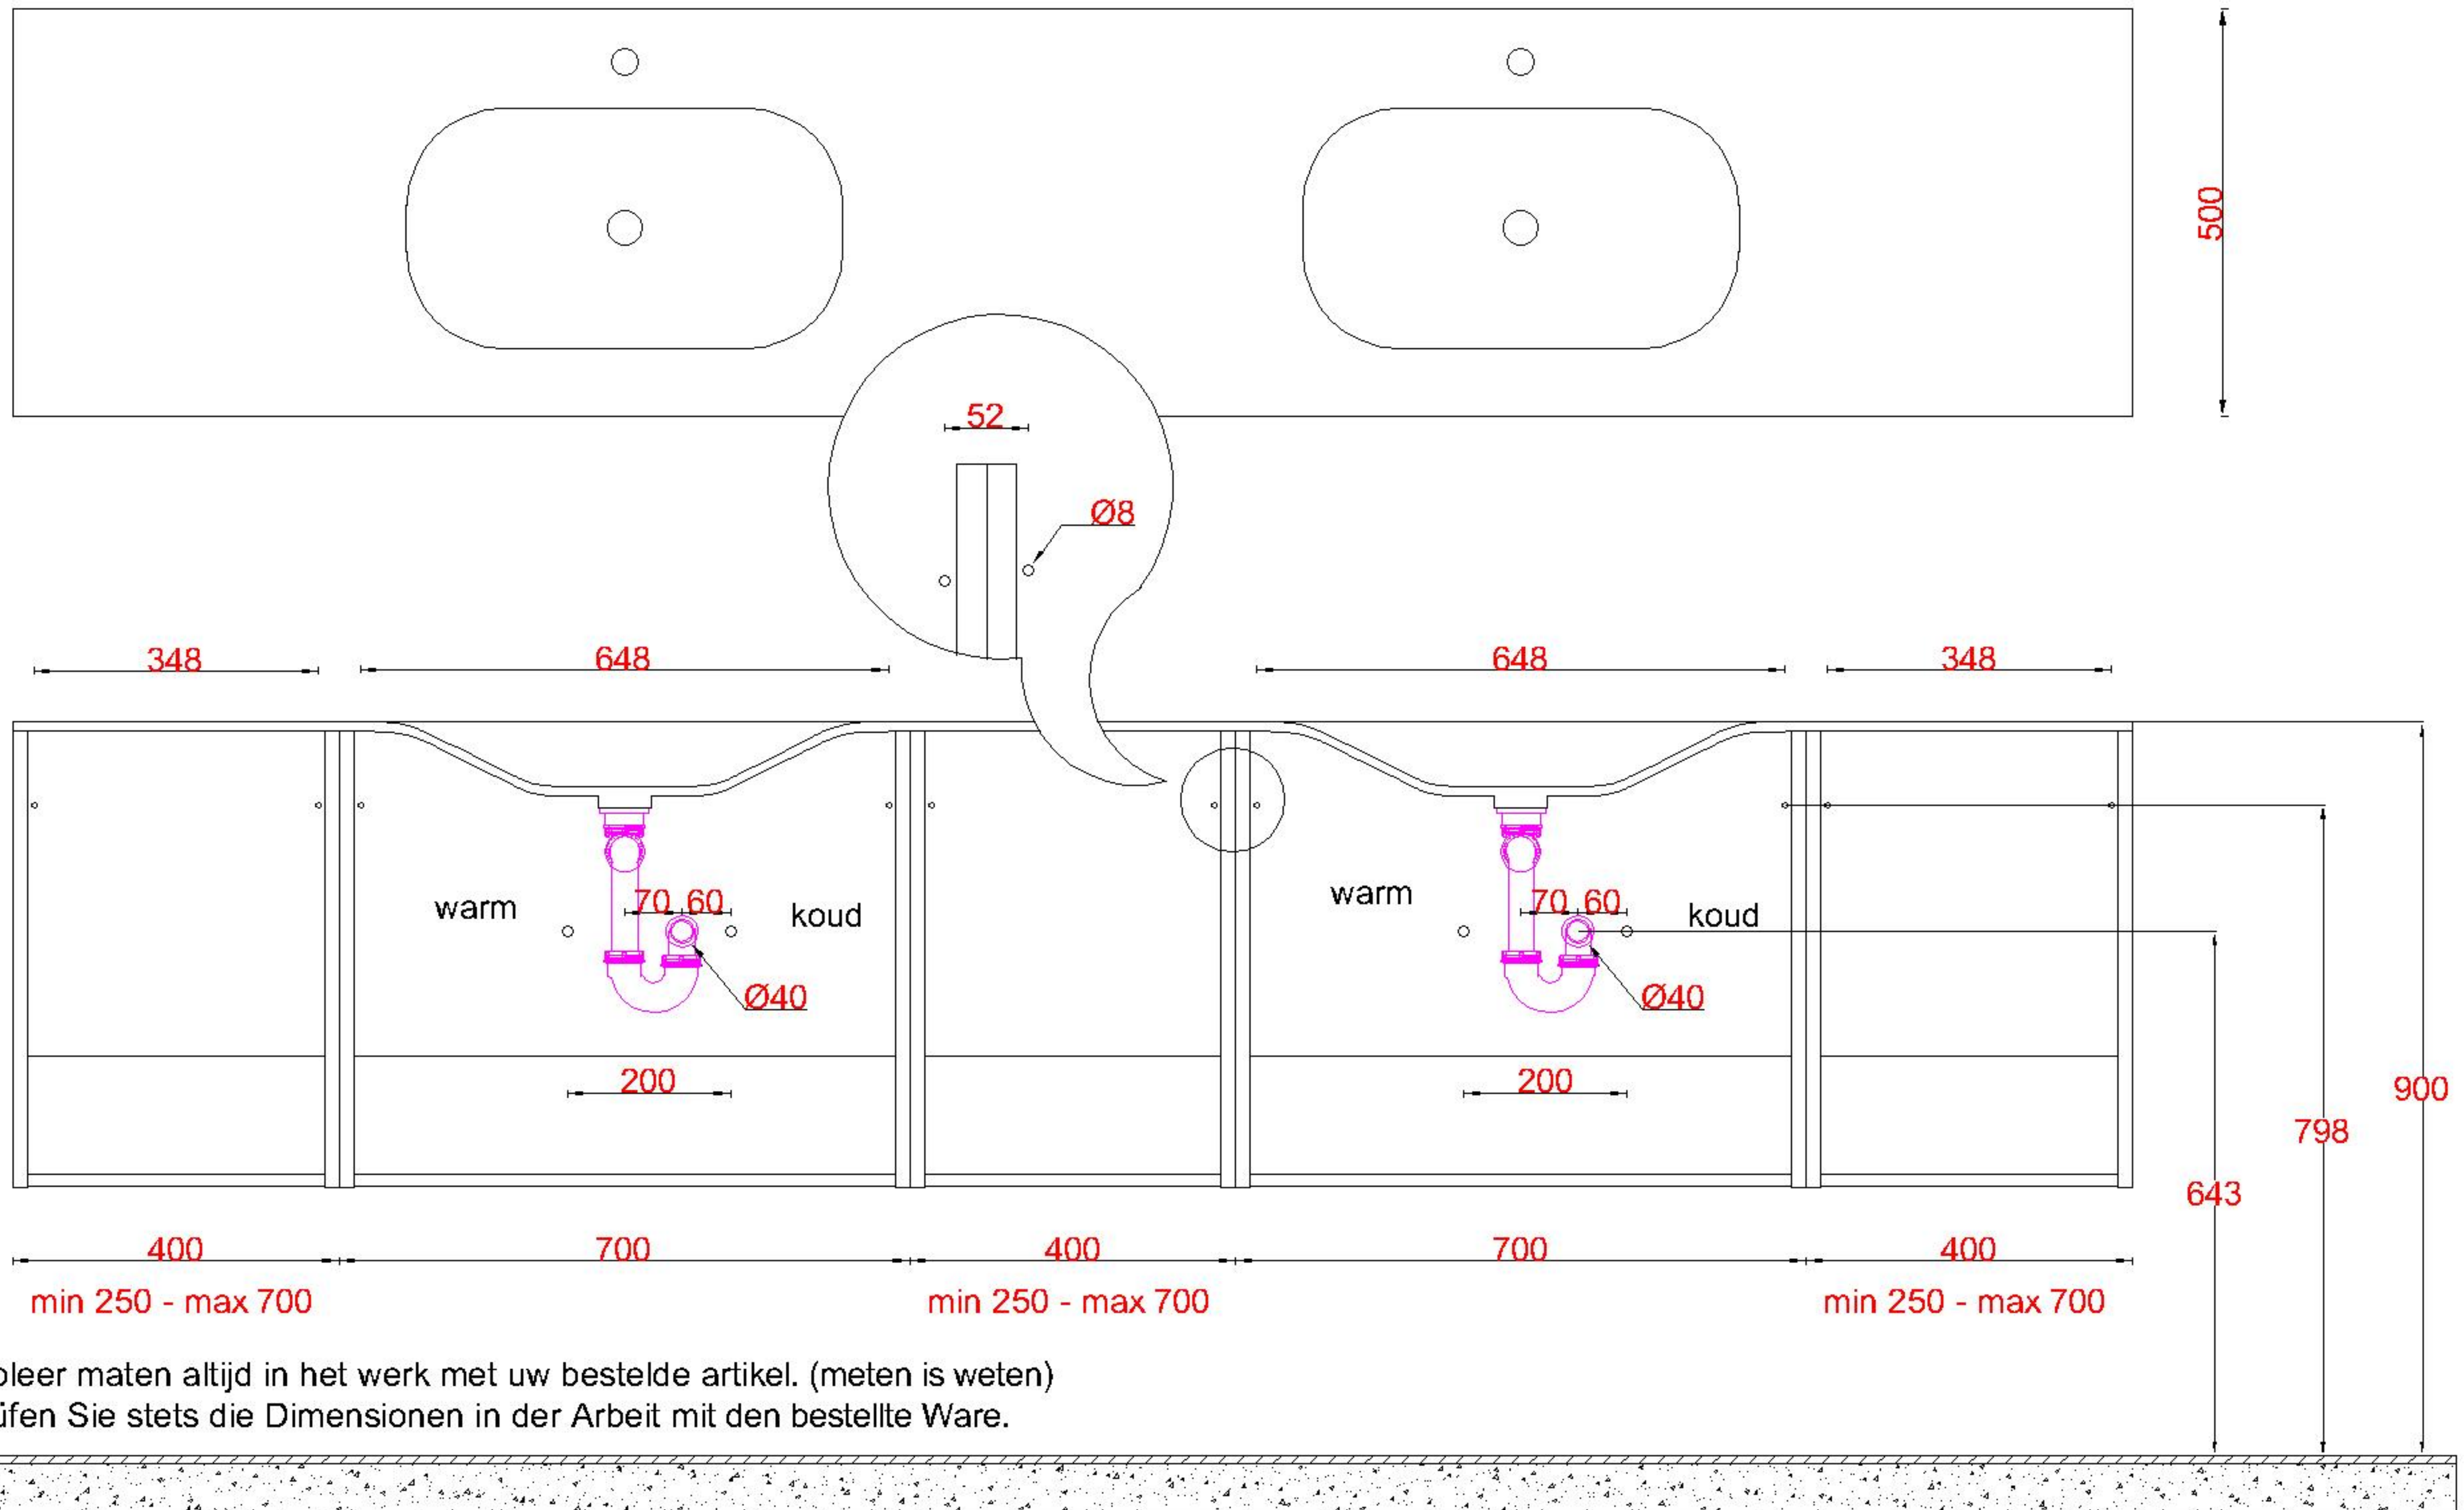 500
52
Ø8
348
648
648
348
warm
70
60
koud
Ø40
warm
70
60
koud
Ø40
200
200
900
798
643
400
700
400
700
400
min 250 - max 700
min 250 - max 700
min 250 - max 700
maten altijd in het werk met uw bestelde artikel. (meten is weten)
Sie stets die Dimensionen in der Arbeit mit den bestellte Ware.